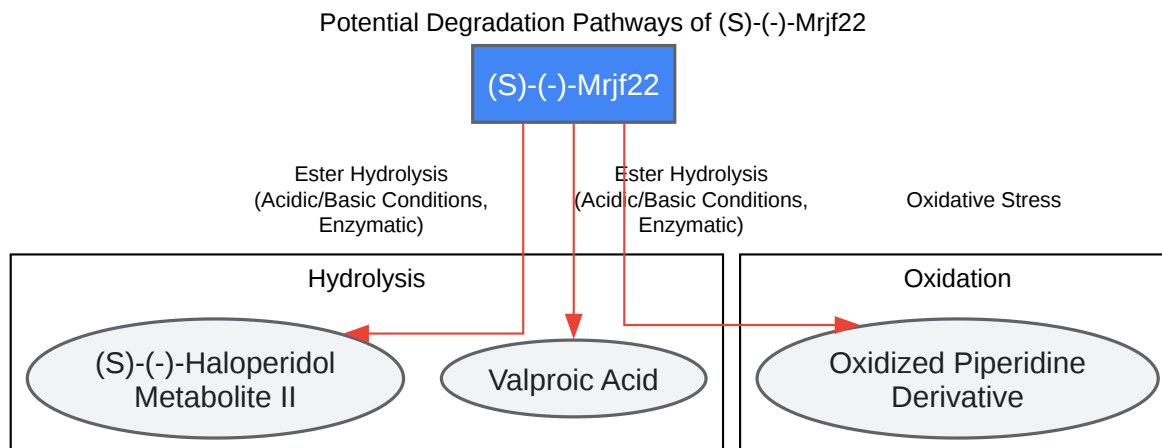 Potential Degradation Pathways of (S)-(-)-Mrjf22
(S)-(-)-Mrjf22
Ester Hydrolysis
(Acidic/Basic Conditions,
Enzymatic)
Ester Hydrolysis
(Acidic/Basic Conditions,
Enzymatic)
Oxidative Stress
Hydrolysis
Oxidation
(S)-(-)-Haloperidol
Metabolite II
Valproic Acid
Oxidized Piperidine
Derivative